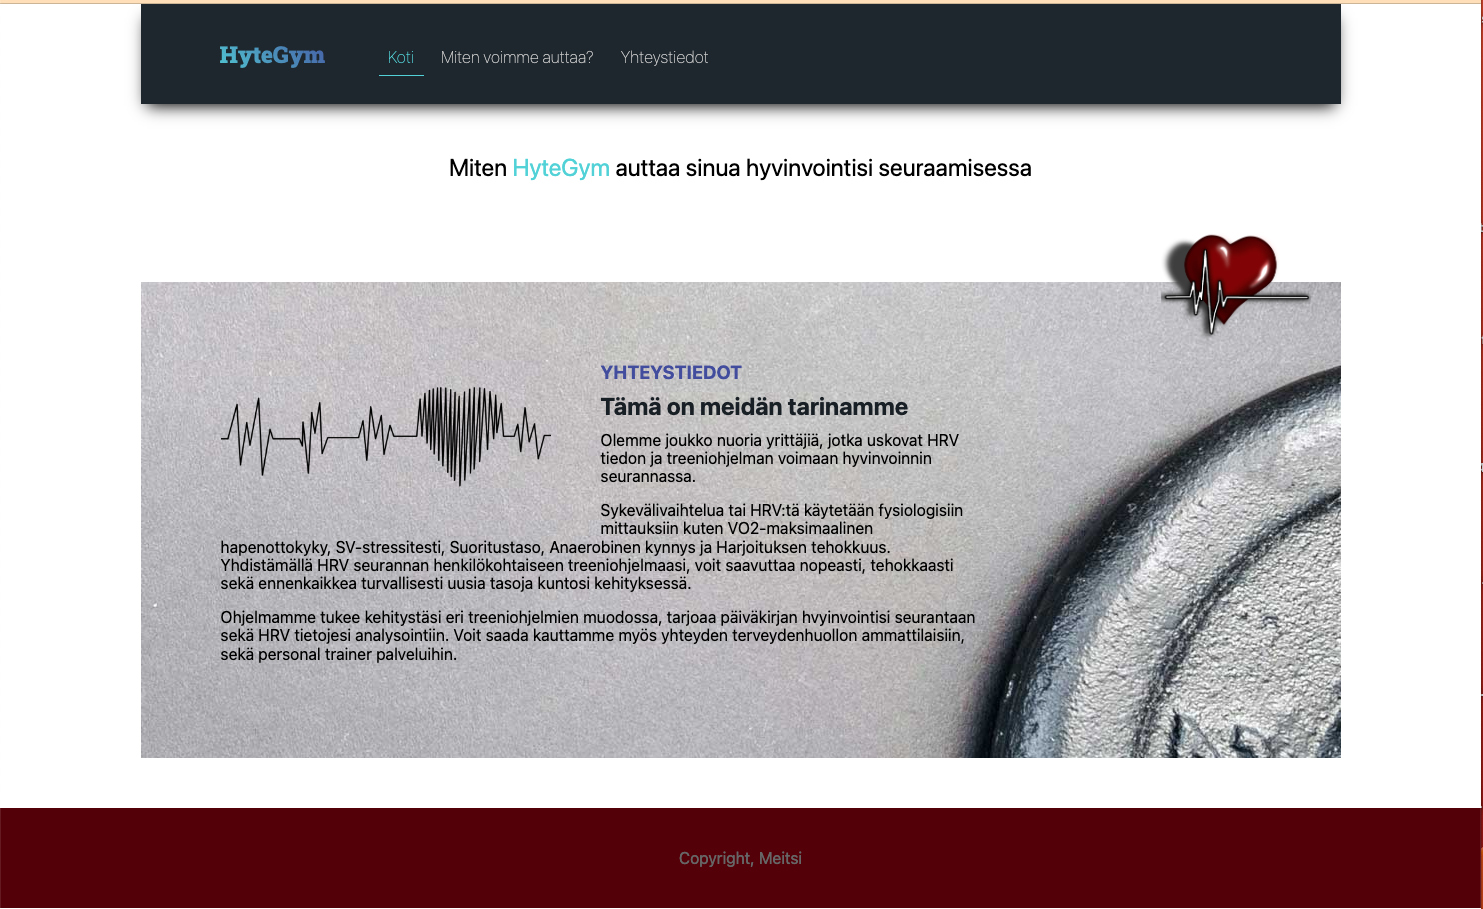 HyteGym
Koti Miten voimme auttaa? Yhteystiedot
Miten HyteGym auttaa sinua hyvinvointisi seuraamisessa
YHTEYSTIEDOT
Tämä on meidän tarinamme
Olemme joukko nuoria yrittäjiä, jotka uskovat HRV
tiedon ja treeniohjelman voimaan hyvinvoinnin
seurannassa.
Sykevälivaihtelua tai HRV:tä käytetään fysiologisiin
mittauksiin kuten VO2-maksimaalinen
hapenottokyky, SV-stressitesti, Suoritustaso, Anaerobinen kynnys ja Harjoituksen tehokkuus.
Yhdistämällä HRV seurannan henkilökohtaiseen treeniohjelmaasi, voit saavuttaa nopeasti, tehokkaasti
sekä ennenkaikkea turvallisesti uusia tasoja kuntosi kehityksessä.
Ohjelmamme tukee kehitystäsi eri treeniohjelmien muodossa, tarjoaa päiväkirjan hvyinvointisi seurantaan
sekä HRV tietojesi analysointiin. Voit saada kauttamme myös yhteyden terveydenhuollon ammattilaisiin,
sekä personal trainer palveluihin.
Copyright, Meitsi